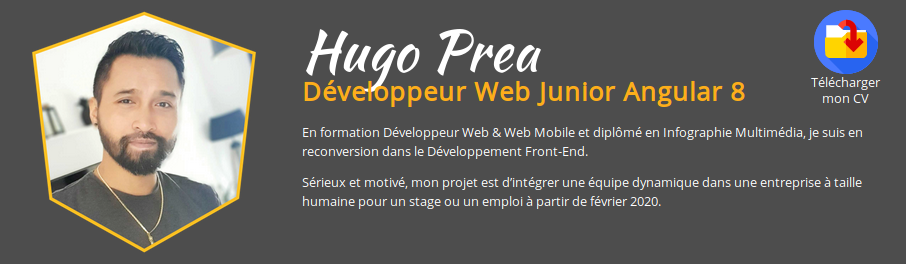 Hugo Prea
Développeur Web Junior Angular 8
Télécharger
mon CV
En formation Développeur Web & Web Mobile et diplômé en Infographie Multimédia, je suis en
reconversion dans le Développement Front-End.
Sérieux et motivé, mon projet est d'intégrer une équipe dynamique dans une entreprise à taille
humaine pour un stage ou un emploi à partir de février 2020.